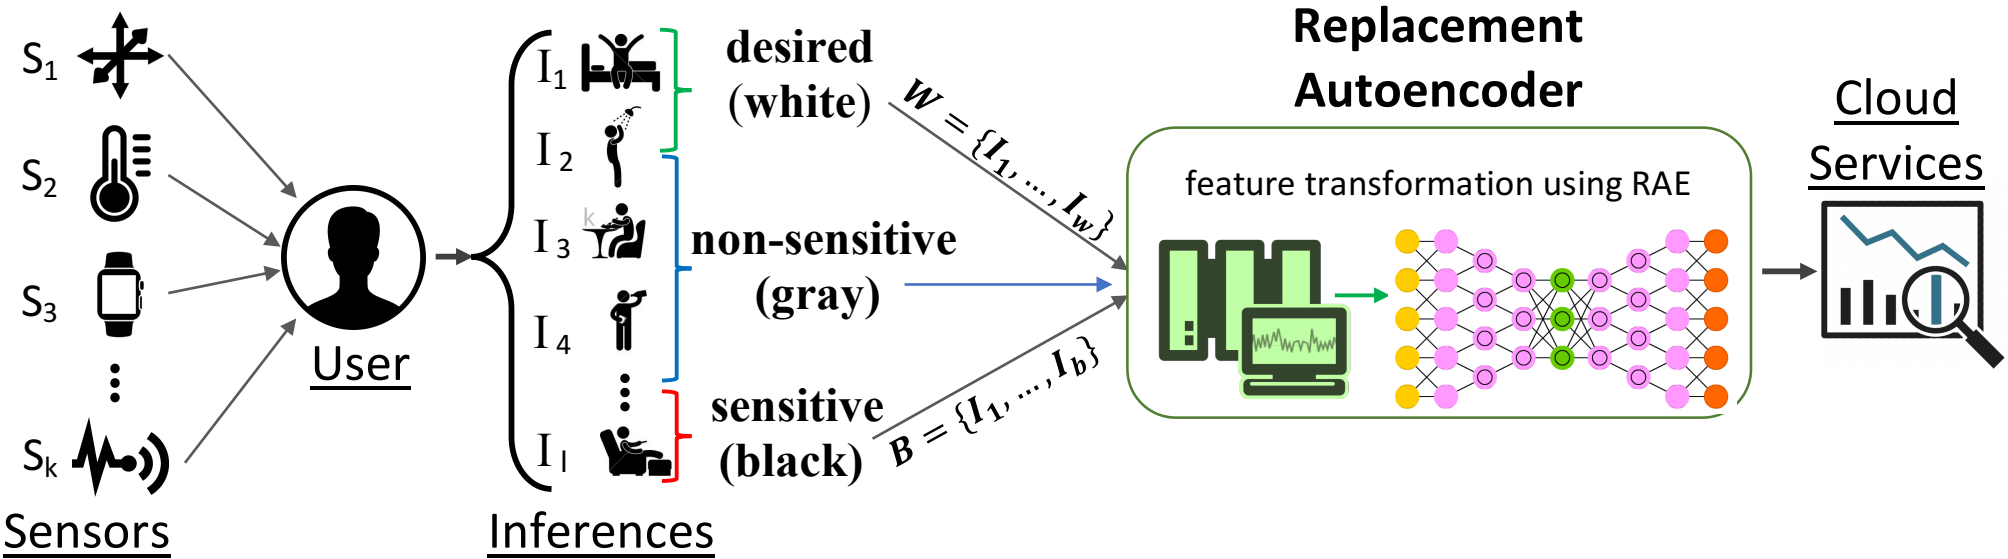 S1
S2
S3
Sk
Sensors
User
I1
I2
I3
k
I4
Il
Inferences
desired
(white)
non-sensitive
(gray)
sensitive
(black)
W = {I1, ..., Iw}
B = {I1, ..., Ib}
Replacement
Autoencoder
feature transformation using RAE
Cloud
Services